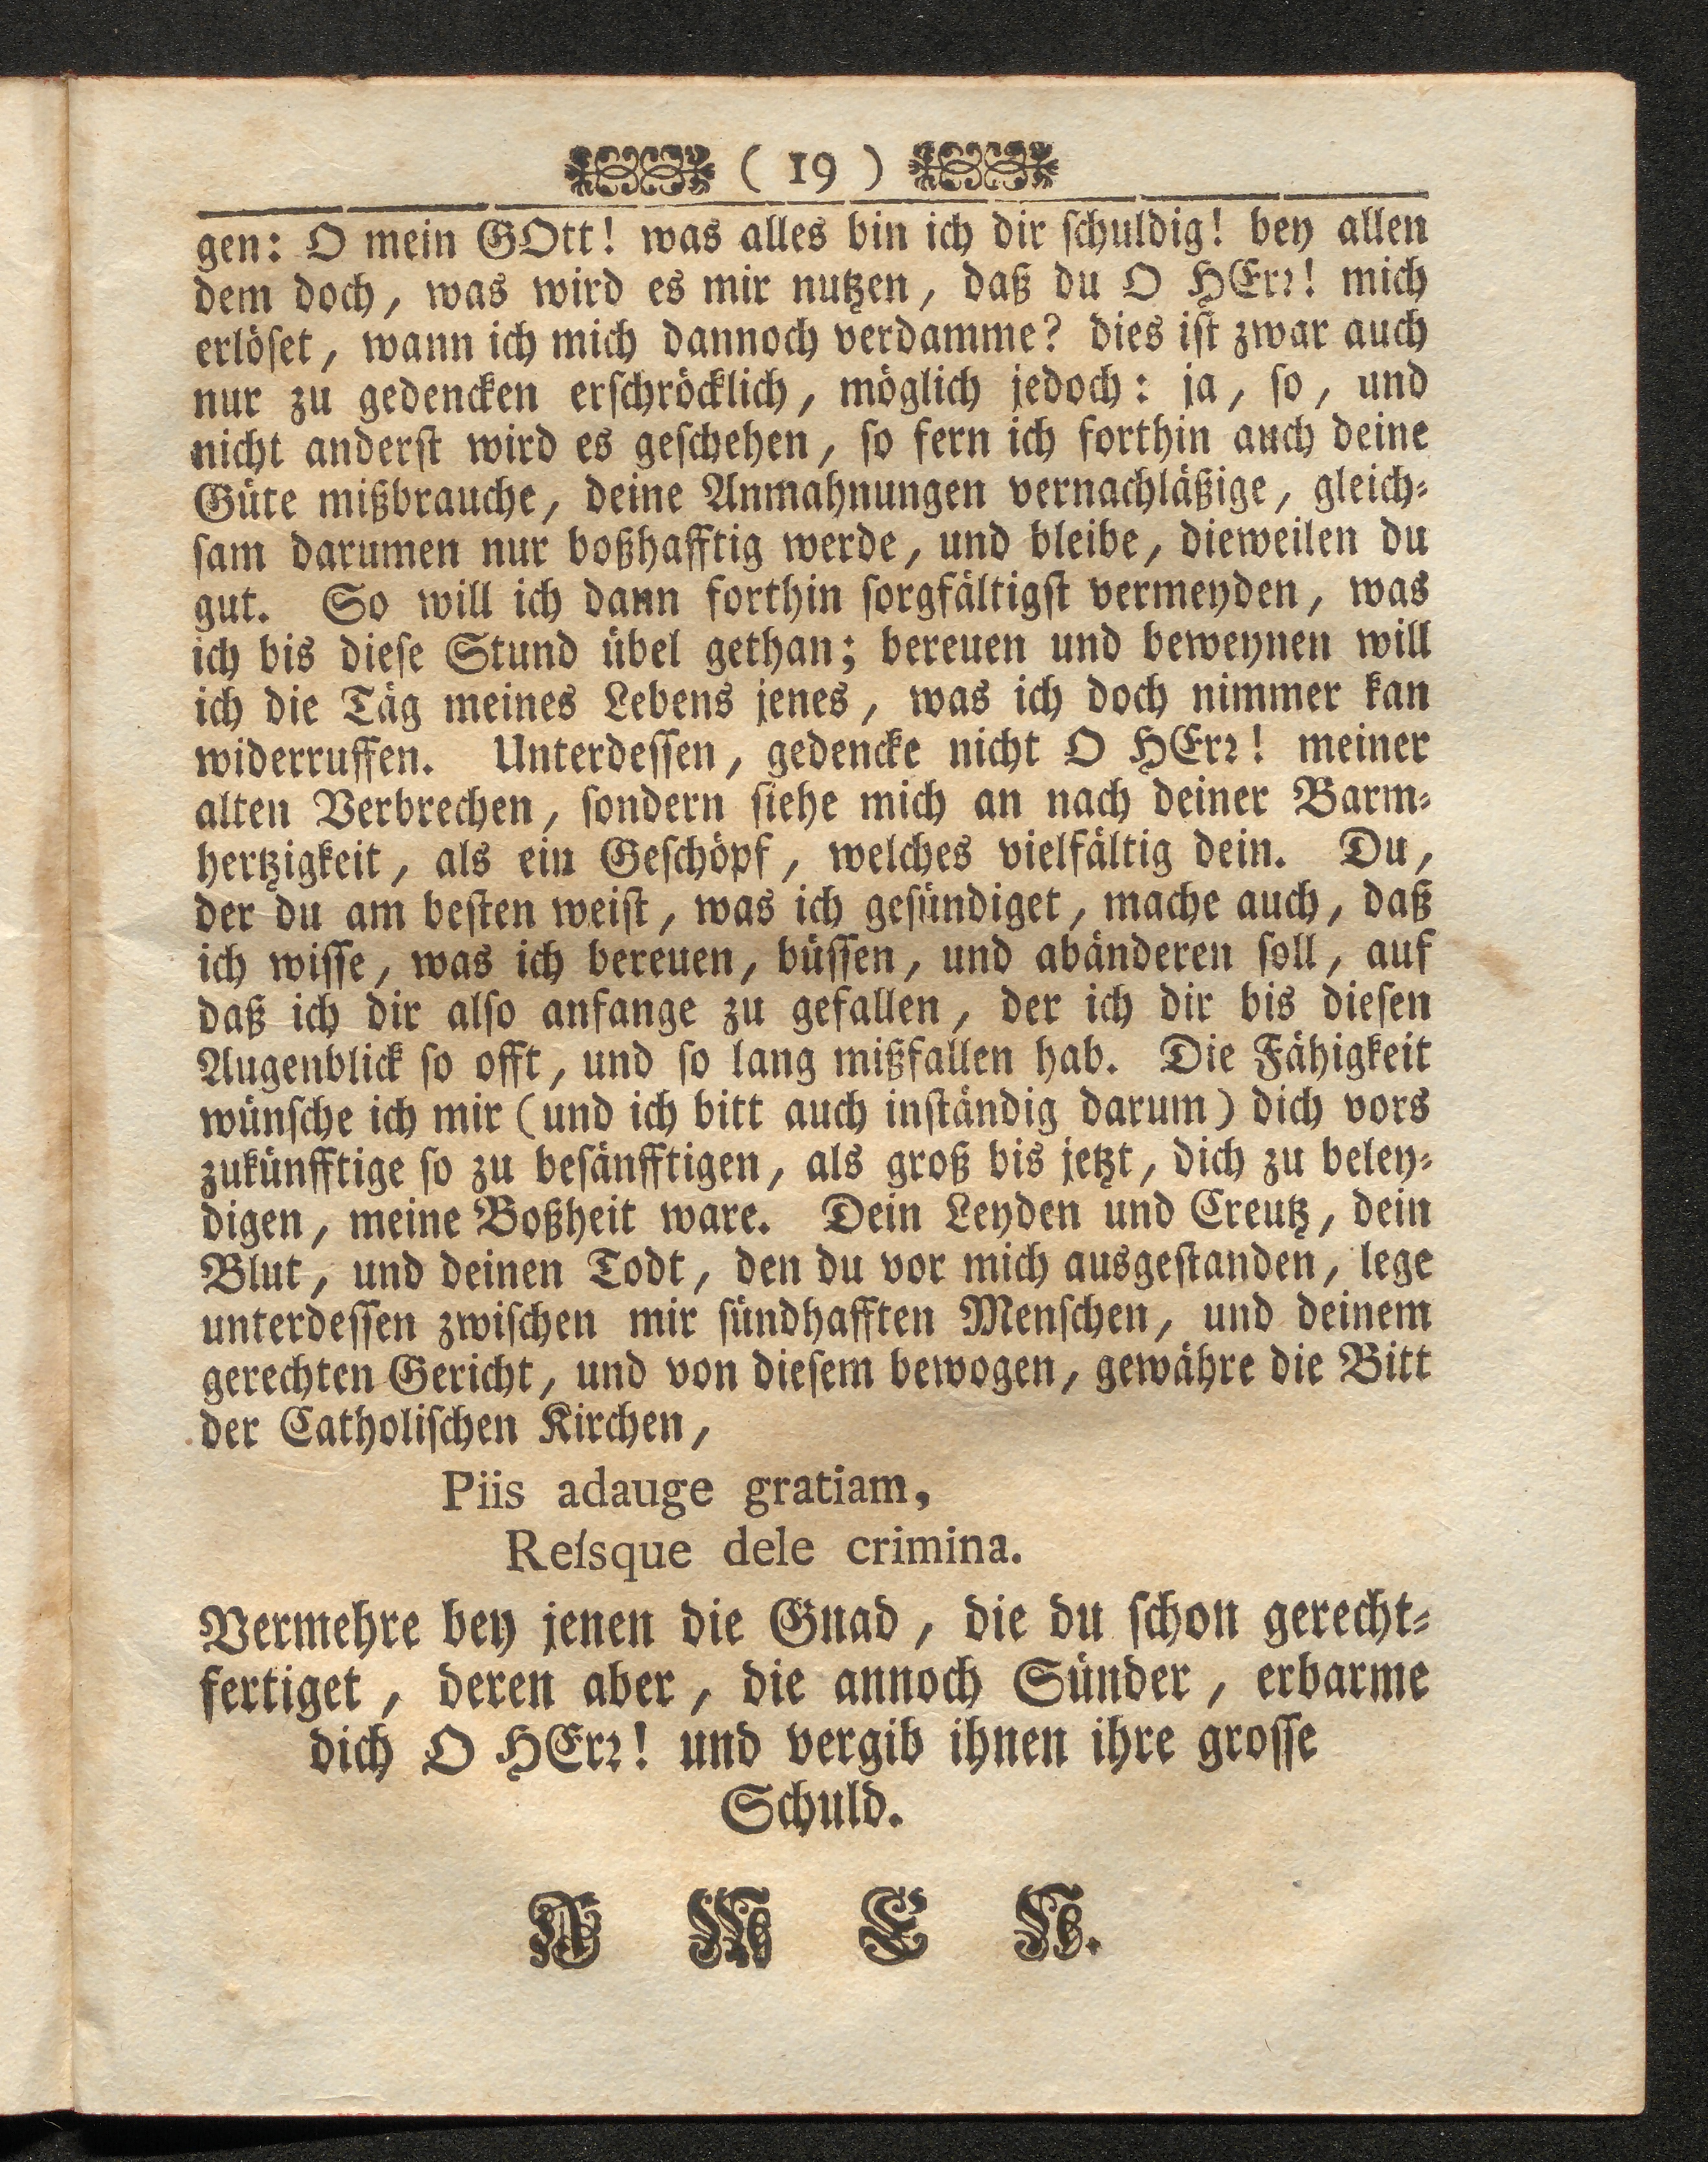 ( 19 )
gen: O mein GOtt! was alles bin ich dir ſchuldig! bey allen
dem doch, was wird es mir nutzen, daß du O HErꝛ! mich
erlöſet, wann ich mich dannoch verdamme? dies iſt zwar auch
nur zu gedencken erſchröcklich, möglich jedoch: ja, ſo, und
nicht anderſt wird es geſchehen, ſo fern ich forthin auch deine
Güte mißbrauche, deine Anmahnungen vernachläßige, gleich⸗
ſam darumen nur boßhafftig werde, und bleibe, dieweilen du
gut. So will ich dann forthin ſorgfältigſt vermeyden, was
ich bis dieſe Stund übel gethan; bereuen und beweynen will
ich die Täg meines Lebens jenes, was ich doch nimmer kan
widerruffen. Unterdeſſen, gedencke nicht O HErꝛ! meiner
alten Verbrechen, ſondern ſiehe mich an nach deiner Barm⸗
hertzigkeit, als ein Geſchöpf, welches vielfältig dein. Du,
der du am beſten weiſt, was ich geſündiget, mache auch, daß
ich wiſſe, was ich bereuen, büſſen, und abänderen ſoll, auf
daß ich dir alſo anfange zu gefallen, der ich dir bis dieſen
Augenblick ſo offt, und ſo lang mißfallen hab. Die Fähigkeit
wünſche ich mir (und ich bitt auch inſtändig darum) dich vors
zukünfftige ſo zu beſänfftigen, als groß bis jetzt, dich zu beley⸗
digen, meine Boßheit ware. Dein Leyden und Creutz, dein
Blut, und deinen Todt, den du vor mich ausgeſtanden, lege
unterdeſſen zwiſchen mir ſündhafften Menſchen, und deinem
gerechten Gericht, und von dieſem bewogen, gewähre die Bitt
der Catholiſchen Kirchen,
Piis adauge gratiam,
Reſsque dele crimina.
Vermehre bey jenen die Gnad, die du ſchon gerecht⸗
fertiget, deren aber, die annoch Sünder, erbarme
dich O HErꝛ! und vergib ihnen ihre groſſe
Schuld.
A M E N.